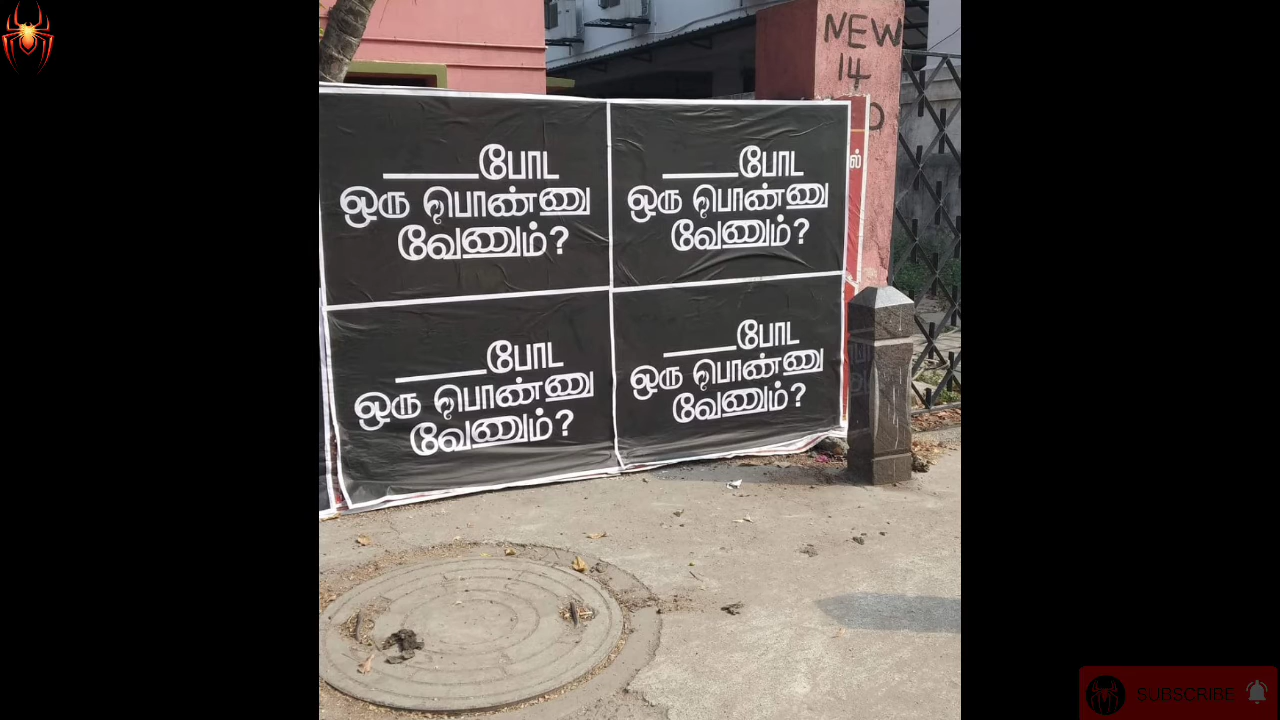 NEW
14
ல்
______போட
ஒரு பொண்ணு
வேணும்?
______போட
ஒரு பொண்ணு
வேணும்?
______போட
ஒரு பொண்ணு
வேணும்?
______போட
ஒரு பொண்ணு
வேணும்?
SUBSCRIBE